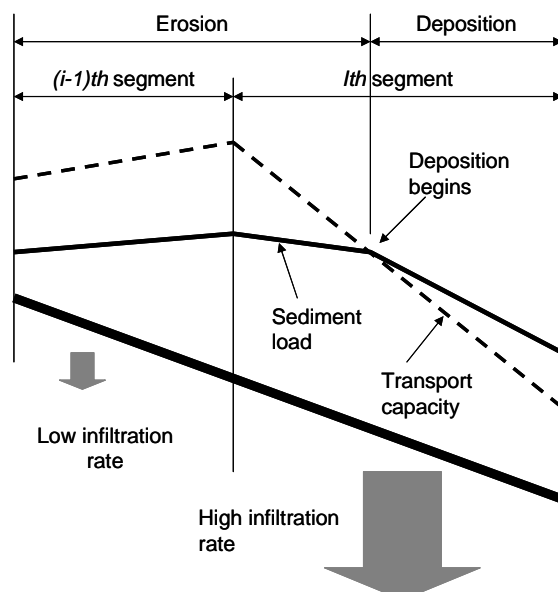 Erosion
Deposition
(i-1)th segment
Ith segment
Deposition
begins
Sediment
load
Transport
capacity
Low infiltration
rate
High infiltration
rate